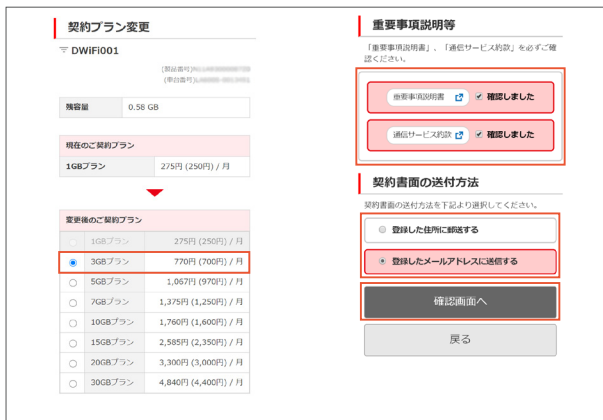 契約プラン変更
DWiFi001
(製品番号)
(車台番号)
残容量 0.58 GB
現在のご契約プラン
1GBプラン 275円 (250円) / 月
変更後のご契約プラン
1GBプラン 275円 (250円) / 月
3GBプラン 770円 (700円) / 月
5GBプラン 1,067円 (970円) / 月
7GBプラン 1,375円 (1,250円) / 月
10GBプラン 1,760円 (1,600円) / 月
15GBプラン 2,585円 (2,350円) / 月
20GBプラン 3,300円 (3,000円) / 月
30GBプラン 4,840円 (4,400円) / 月
重要事項説明等
「重要事項説明書」、「通信サービス約款」を必ずご確
認ください。
重要事項説明書 確認しました
通信サービス約款 確認しました
契約書面の送付方法
契約書面の送付方法を下記より選択してください。
登録した住所に郵送する
登録したメールアドレスに送信する
確認画面へ
戻る